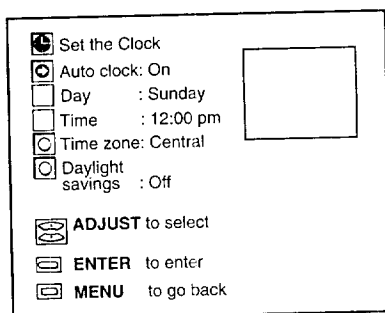 Set the Clock
Auto clock: On
Day : Sunday
Time : 12:00 pm
Time zone: Central
Daylight
savings : Off
ADJUST to select
ENTER to enter
MENU to go back